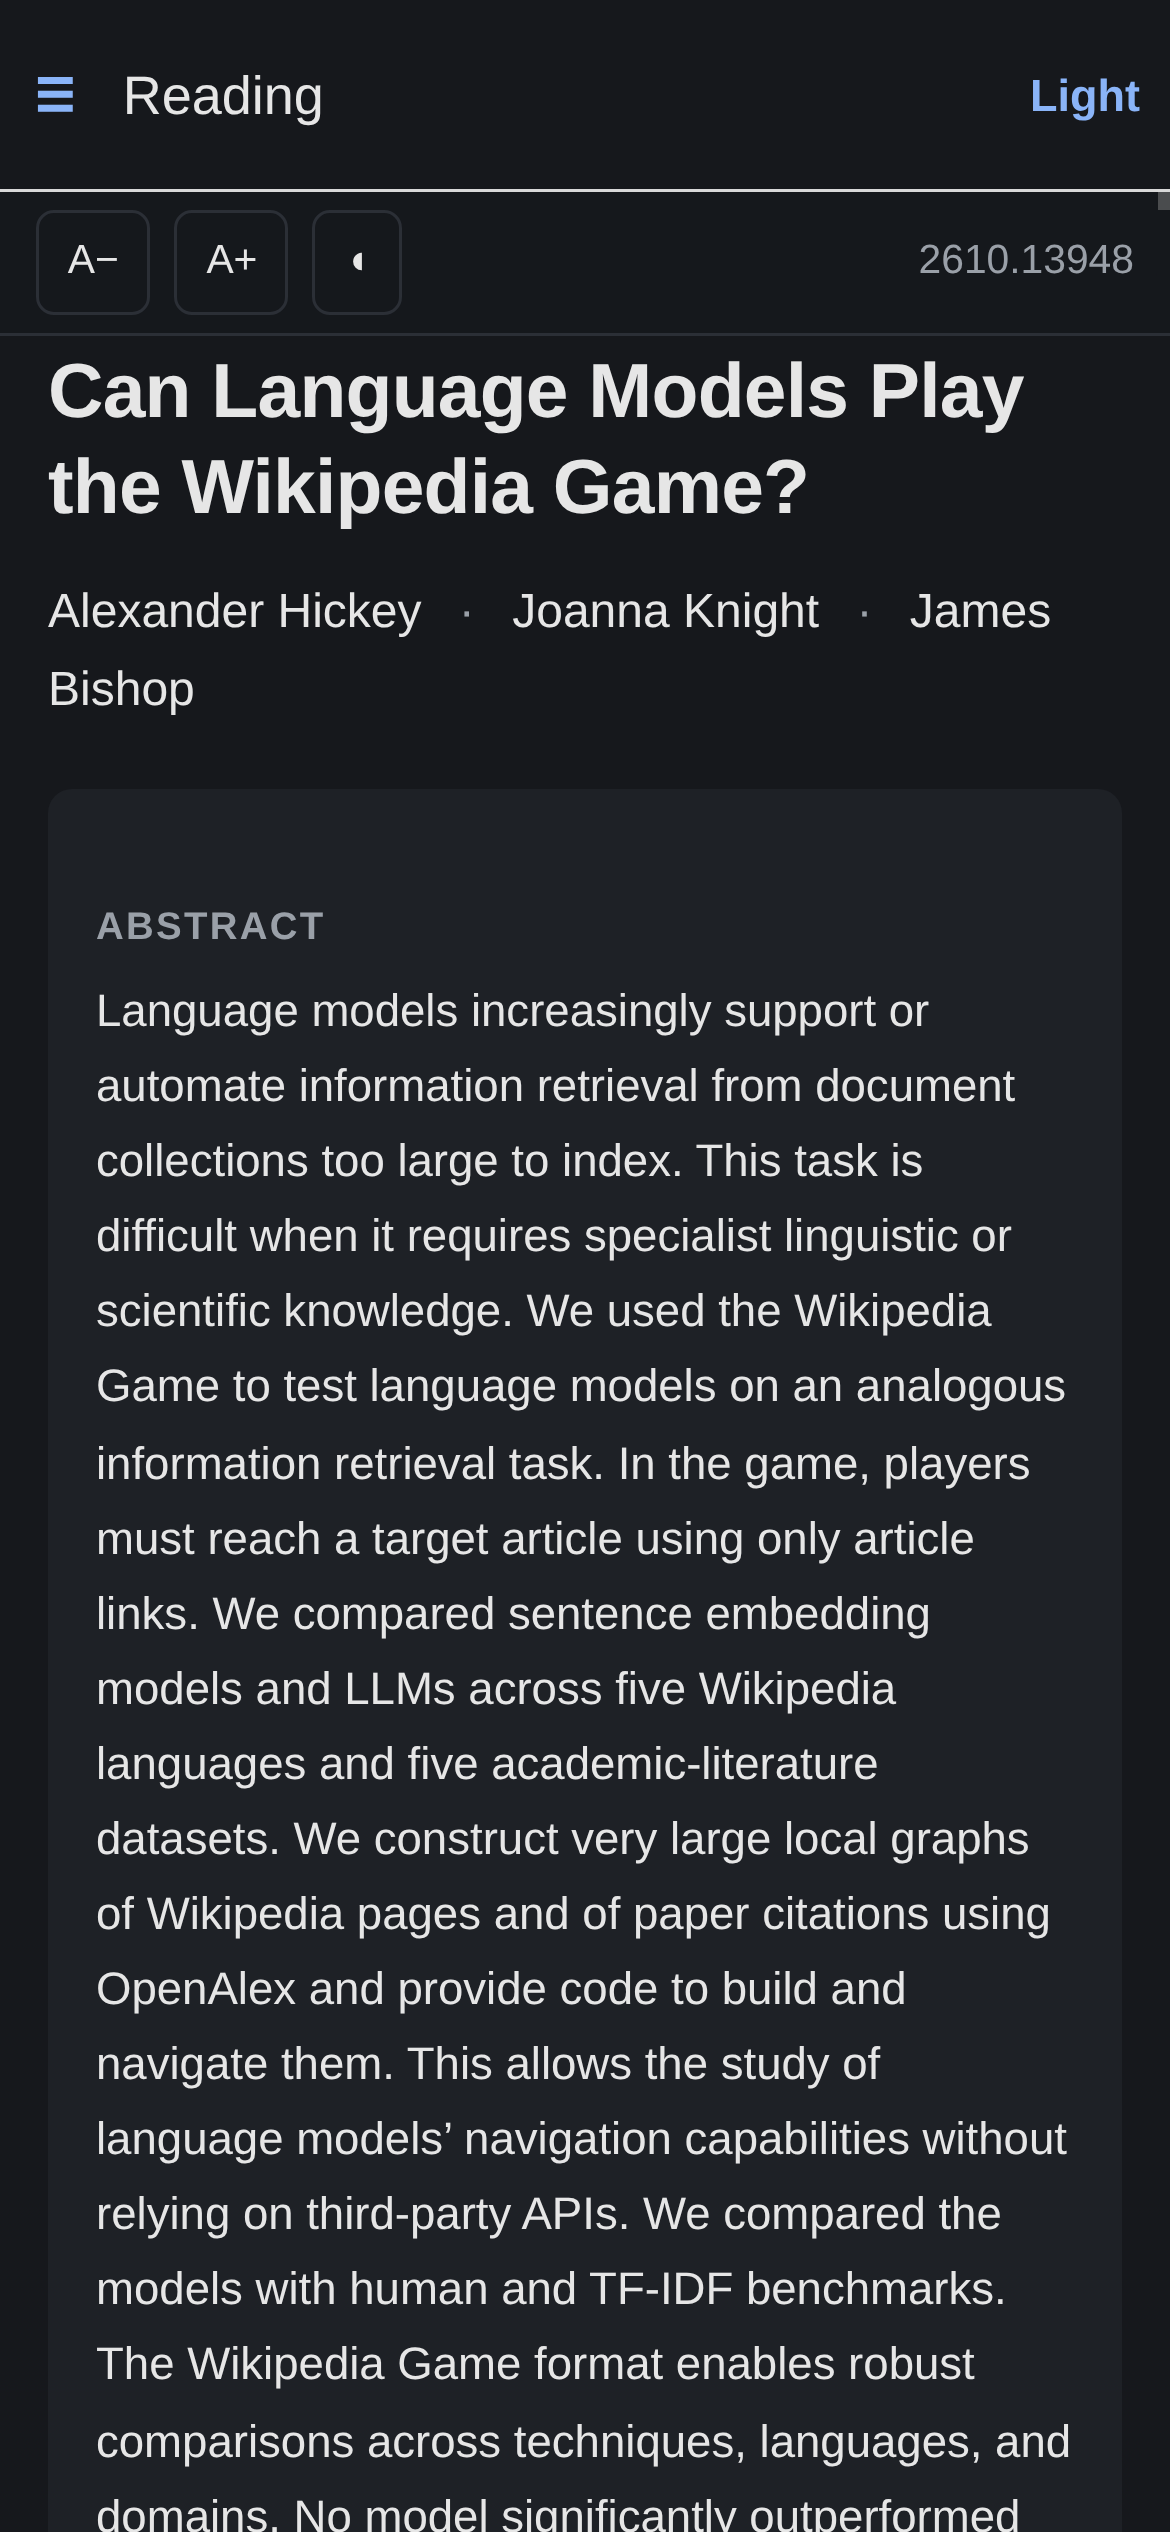 Reading
Light
A−
A+
2610.13948
Can Language Models Play
the Wikipedia Game?
Alexander Hickey · Joanna Knight · James
Bishop
ABSTRACT
Language models increasingly support or
automate information retrieval from document
collections too large to index. This task is
difficult when it requires specialist linguistic or
scientific knowledge. We used the Wikipedia
Game to test language models on an analogous
information retrieval task. In the game, players
must reach a target article using only article
links. We compared sentence embedding
models and LLMs across five Wikipedia
languages and five academic-literature
datasets. We construct very large local graphs
of Wikipedia pages and of paper citations using
OpenAlex and provide code to build and
navigate them. This allows the study of
language models’ navigation capabilities without
relying on third-party APIs. We compared the
models with human and TF-IDF benchmarks.
The Wikipedia Game format enables robust
comparisons across techniques, languages, and
domains. No model significantly outperformed